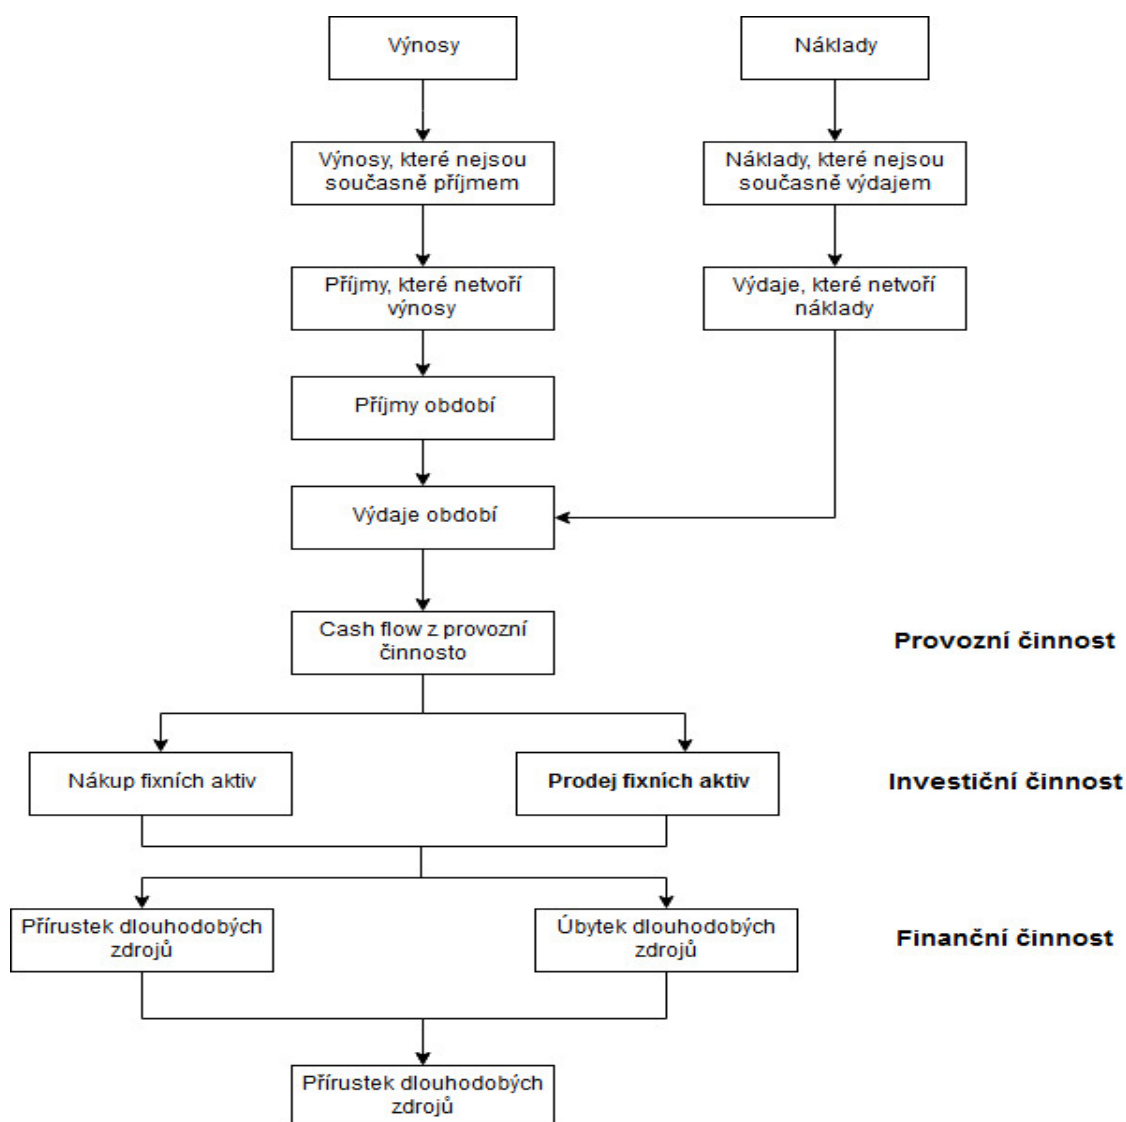 Výnosy
Náklady
Výnosy, které nejsou
současně příjmem
Náklady, které nejsou
současně výdajem
Příjmy, které netvoří
výnosy
Výdaje, které netvoří
náklady
Příjmy období
Výdaje období
Cash flow z provozní
činnosto
Provozní činnost
Nákup fixních aktiv
Prodej fixních aktiv
Investiční činnost
Přírustek dlouhodobých
zdrojů
Úbytek dlouhodobých
zdrojů
Finanční činnost
Přírustek dlouhodobých
zdrojů